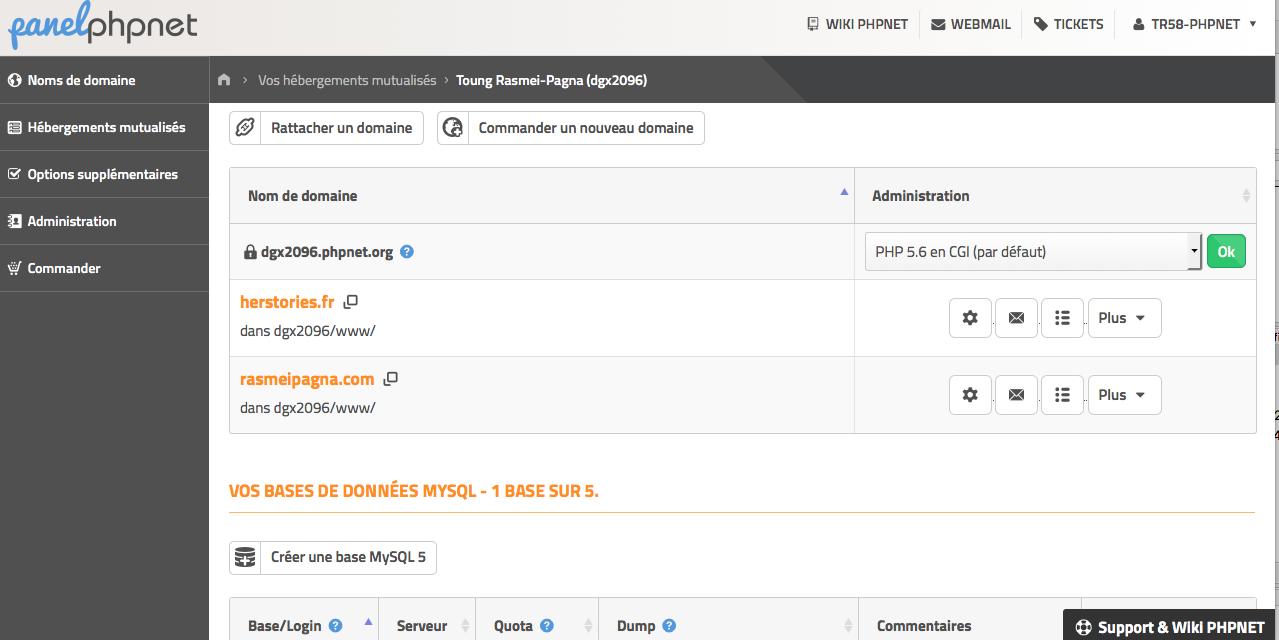 panelphpnet
WIKI PHPNET
WEBMAIL
TICKETS
TR58-PHPNET
Noms de domaine
Hébergements mutualisés
Options supplémentaires
Administration
Commander
Vos hébergements mutualisés > Toung Rasmei-Pagna (dgx2096)
Rattacher un domaine
Commander un nouveau domaine
Nom de domaine
Administration
dgx2096.phpnet.org ?
PHP 5.6 en CGI (par défaut)
Ok
herstories.fr
dans dgx2096/www/
Plus
rasmeipagna.com
dans dgx2096/www/
Plus
VOS BASES DE DONNÉES MYSQL - 1 BASE SUR 5.
Créer une base MySQL 5
Base/Login ?
Serveur
Quota ?
Dump ?
Commentaires
Support & Wiki PHPNET